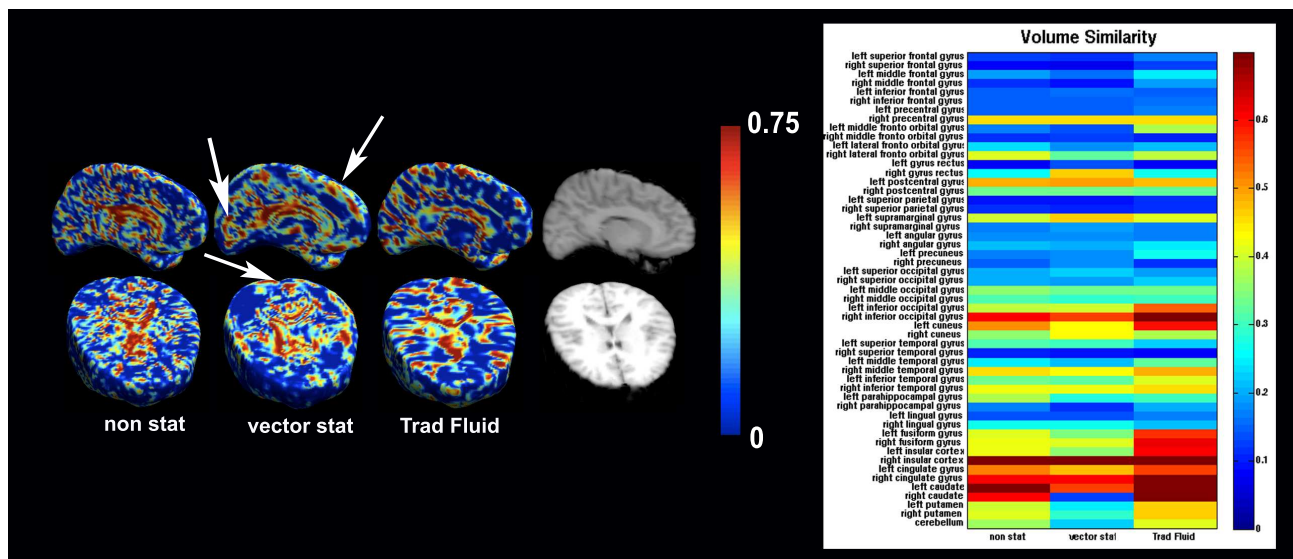 Volume Similarity
left superior frontal gyrus
right superior frontal gyrus
left middle frontal gyrus
right middle frontal gyrus
left inferior frontal gyrus
right inferior frontal gyrus
left precentral gyrus
right precentral gyrus
left middle fronto orbital gyrus
right middle fronto orbital gyrus
left lateral fronto orbital gyrus
right lateral fronto orbital gyrus
left gyrus rectus
right gyrus rectus
left postcentral gyrus
right postcentral gyrus
left superior parietal gyrus
right superior parietal gyrus
left supramarginal gyrus
right supramarginal gyrus
left angular gyrus
right angular gyrus
left precuneus
right precuneus
left superior occipital gyrus
right superior occipital gyrus
left middle occipital gyrus
right middle occipital gyrus
left inferior occipital gyrus
right inferior occipital gyrus
left cuneus
right cuneus
left superior temporal gyrus
right superior temporal gyrus
left middle temporal gyrus
right middle temporal gyrus
left inferior temporal gyrus
right inferior temporal gyrus
left parahippocampal gyrus
right parahippocampal gyrus
left lingual gyrus
right lingual gyrus
left fusiform gyrus
right fusiform gyrus
left insular cortex
right insular cortex
left cingulate gyrus
right cingulate gyrus
left caudate
right caudate
left putamen
right putamen
cerebellum
non stat vector stat Trad Fluid
0.6
0.5
0.4
0.3
0.2
0.1
0
0.75
0
non stat vector stat Trad Fluid